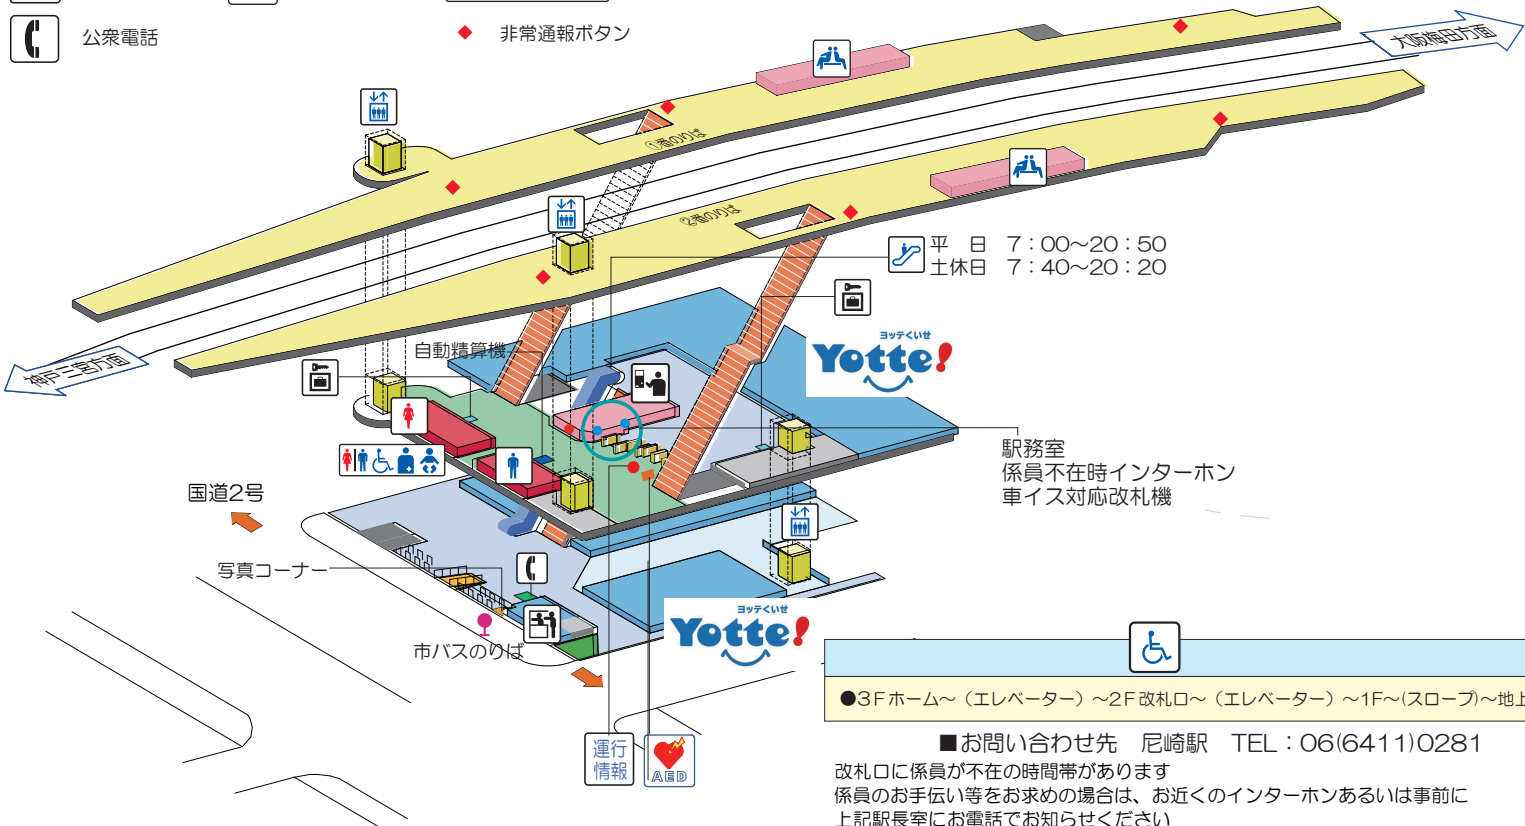 公衆電話
非常通報ボタン
大阪梅田方面
①番のりば
②番のりば
平　日　7：00～20：50
土休日　7：40～20：20
神戸三宮方面
自動精算機
ヨッテくいせ
Yotte!
駅務室
係員不在時インターホン
車イス対応改札機
国道2号
写真コーナー
市バスのりば
ヨッテくいせ
Yotte!
運行
情報
AED
●3Fホーム～（エレベーター）～2F改札口～（エレベーター）～1F～(スロープ)～地上
■お問い合わせ先　尼崎駅　TEL：06(6411)0281
改札口に係員が不在の時間帯があります
係員のお手伝い等をお求めの場合は、お近くのインターホンあるいは事前に
上記駅長室にお電話でお知らせください